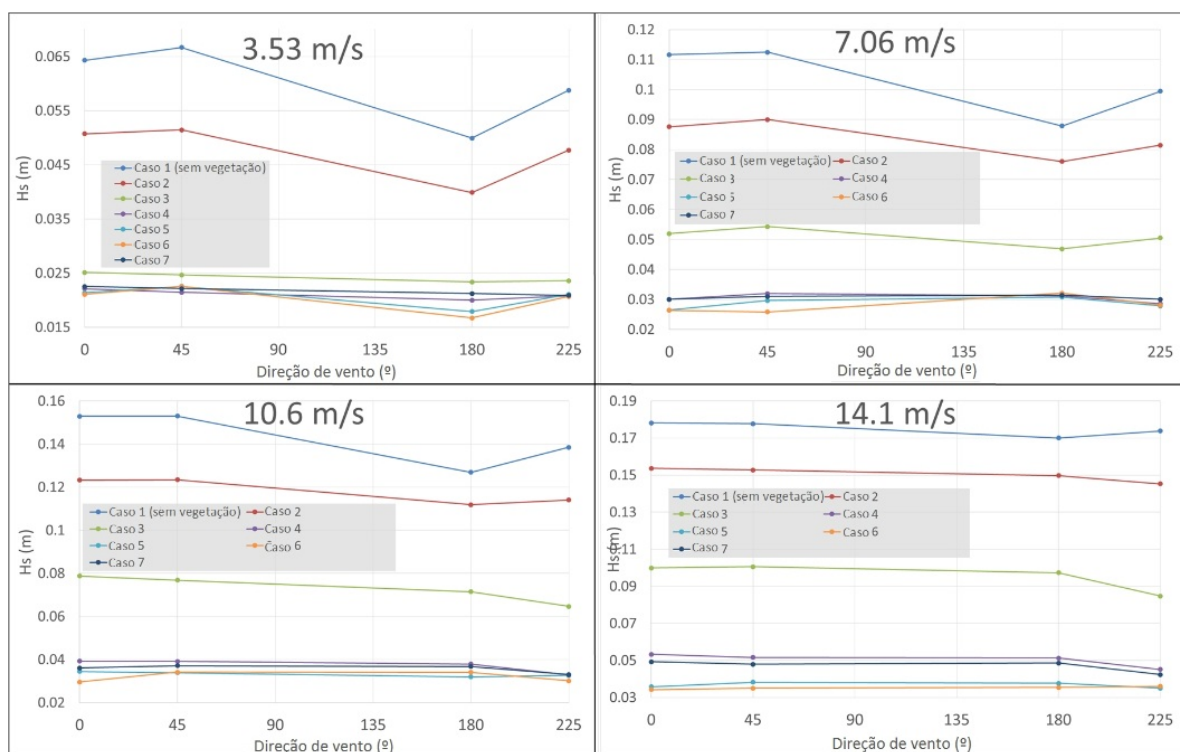 3.53 m/s
Hs (m)
0.065
0.055
0.045
0.035
0.025
0.015
Caso 1 (sem vegetação)
Caso 2
Caso 3
Caso 4
Caso 5
Caso 6
Caso 7
0 45 90 135 180 225
Direção de vento (º)
7.06 m/s
Hs (m)
0.12
0.11
0.1
0.09
0.08
0.07
0.06
0.05
0.04
0.03
0.02
Caso 1 (sem vegetação) Caso 2
Caso 3 Caso 4
Caso 5 Caso 6
Caso 7
0 45 90 135 180 225
Direção de vento (º)
10.6 m/s
Hs (m)
0.16
0.14
0.12
0.1
0.08
0.06
0.04
0.02
Caso 1 (sem vegetação) Caso 2
Caso 3 Caso 4
Caso 5 Caso 6
Caso 7
0 45 90 135 180 225
Direção de vento (º)
14.1 m/s
Hs (m)
0.19
0.17
0.15
0.13
0.11
0.09
0.07
0.05
0.03
Caso 1 (sem vegetação) Caso 2
Caso 3 Caso 4
Caso 5 Caso 6
Caso 7
0 45 90 135 180 225
Direção de vento (º)